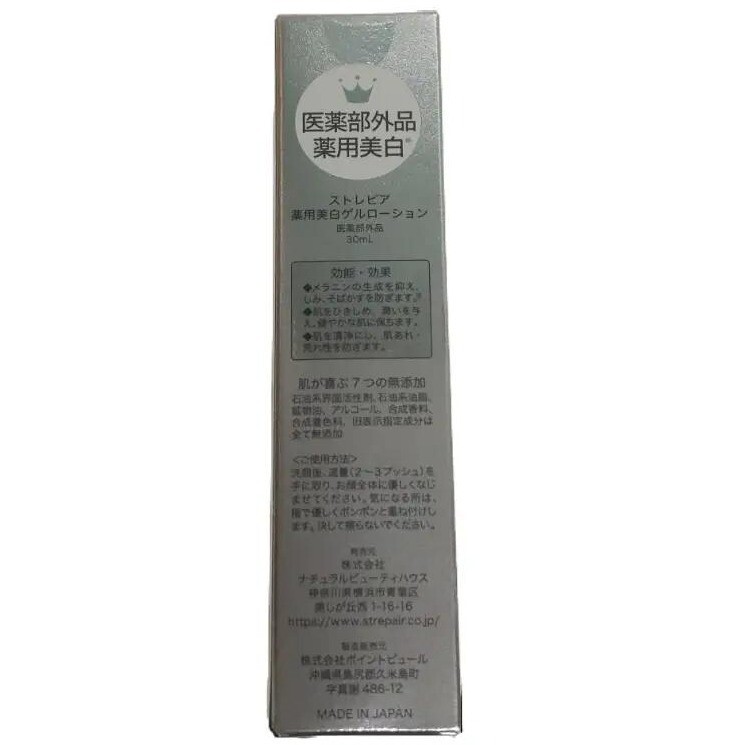 医薬部外品
薬用美白※
ストレピア
薬用美白ゲルローション
医薬部外品
30mL
効能・効果
◆メラニンの生成を抑え、
しみ、そばかすを防ぎます。
◆肌をひきしめ、潤いを与
え、健やかな肌に保ちます。
◆肌を清浄にし、肌あれ・
荒れ性を防ぎます。
肌が喜ぶ7つの無添加
石油系界面活性剤、石油系油脂、
鉱物油、アルコール、合成香料、
合成着色料、旧表示指定成分は
全て無添加
<ご使用方法>
洗顔後、適量(2～3プッシュ)を
手に取り、お顔全体に優しくなじ
ませてください。気になる所は、
指で優しくポンポンと重ね付けしま
す。決して擦らないでください。
発売元
株式会社
ナチュラルビューティハウス
神奈川県横浜市青葉区
美しが丘西 1-16-16
https://www.strepair.co.jp/
製造販売元
株式会社ポイントピュール
沖縄県島尻郡久米島町
字真謝 486-12
MADE IN JAPAN